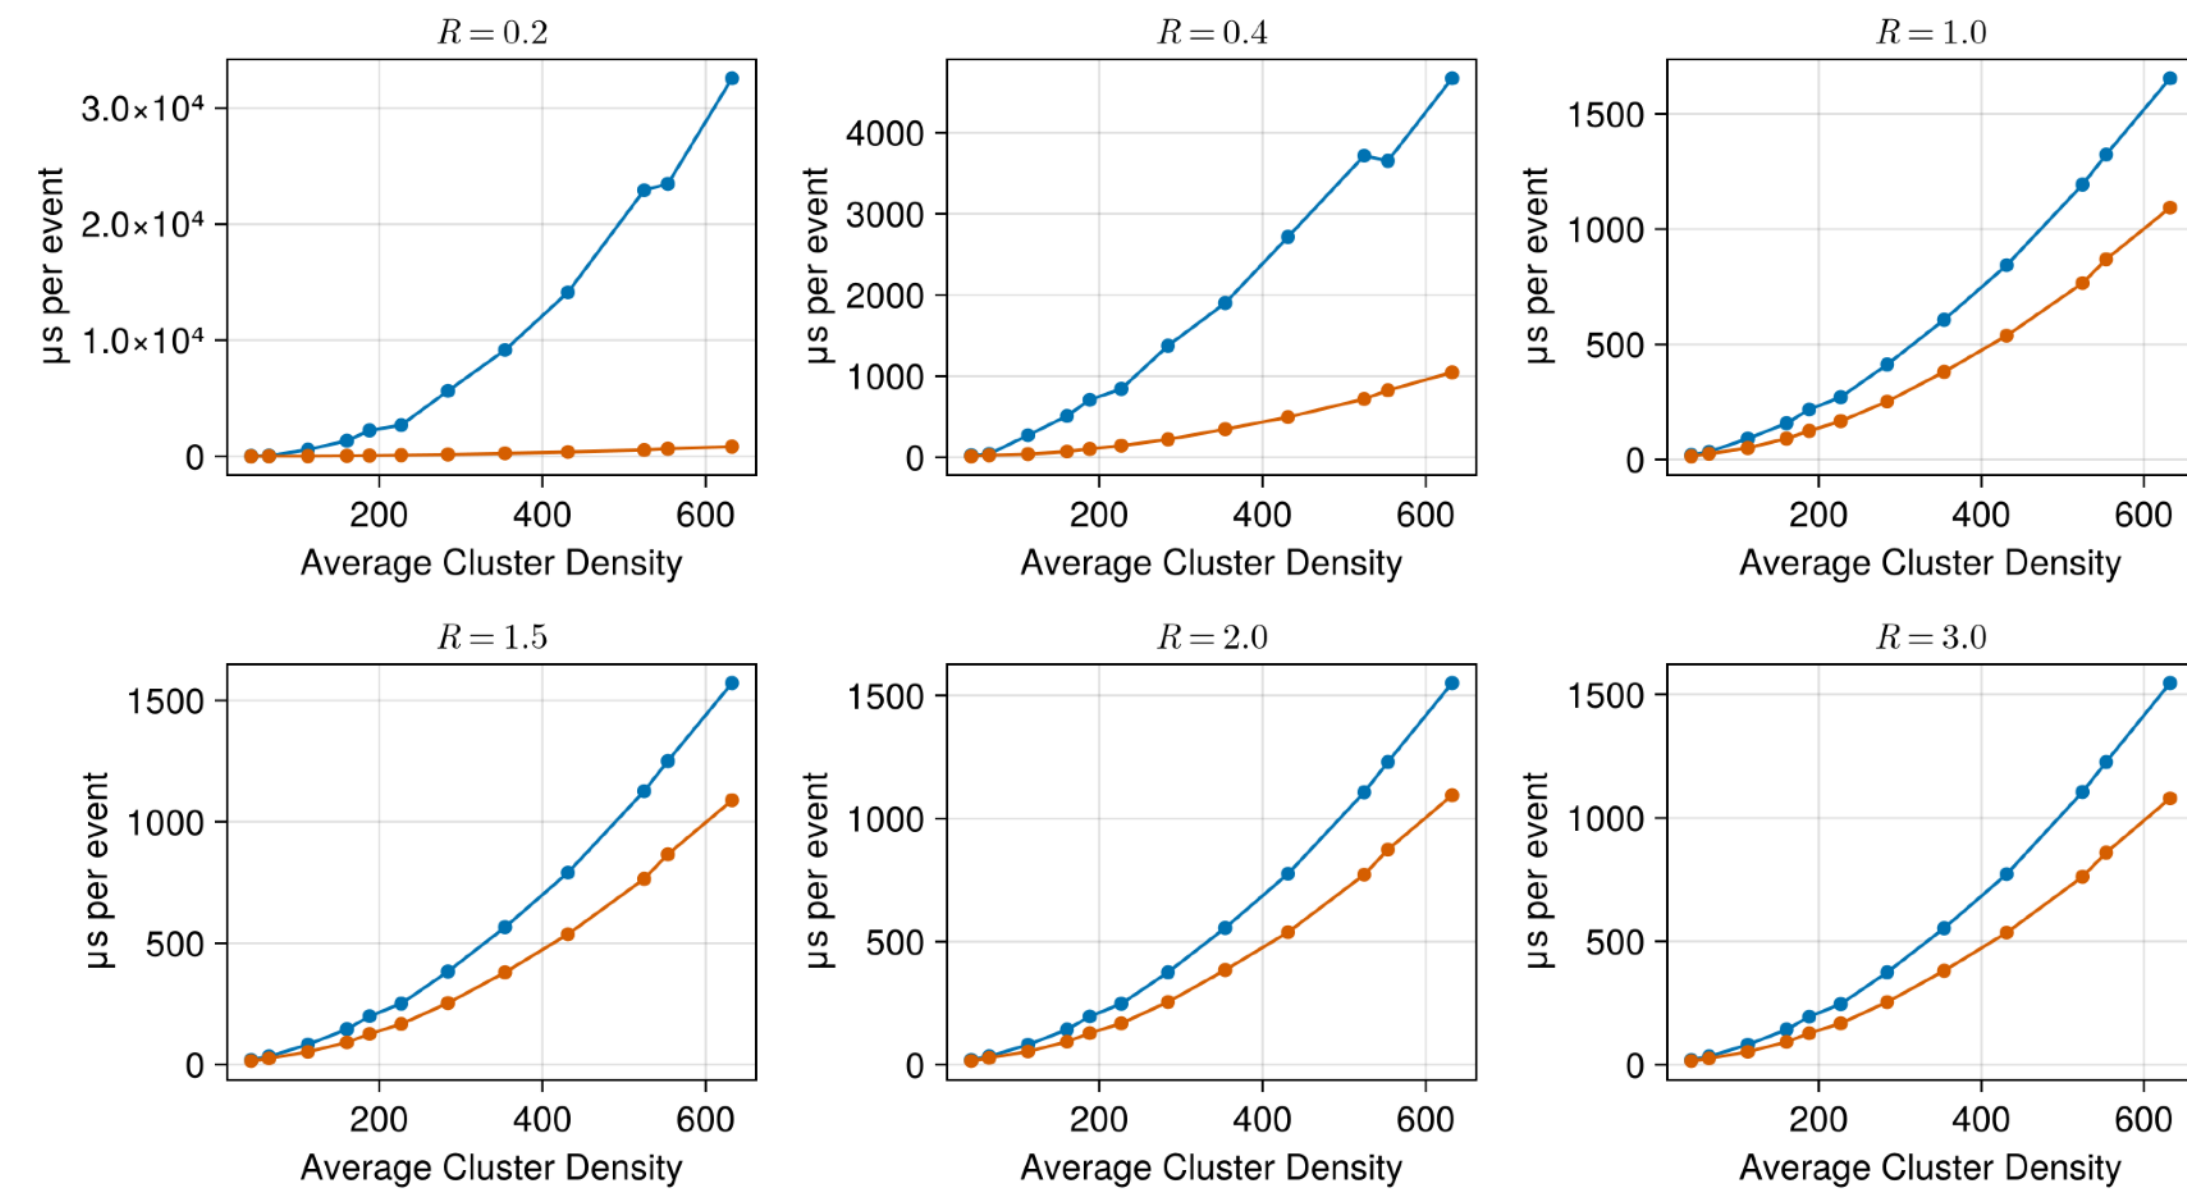 R = 0.2
R = 0.4
R = 1.0
3.0×10⁴
2.0×10⁴
1.0×10⁴
0
µs per event
200 400 600
Average Cluster Density
4000
3000
2000
1000
0
µs per event
200 400 600
Average Cluster Density
1500
1000
500
0
µs per event
200 400 600
Average Cluster Density
R = 1.5
R = 2.0
R = 3.0
1500
1000
500
0
µs per event
200 400 600
Average Cluster Density
1500
1000
500
0
µs per event
200 400 600
Average Cluster Density
1500
1000
500
0
µs per event
200 400 600
Average Cluster Density